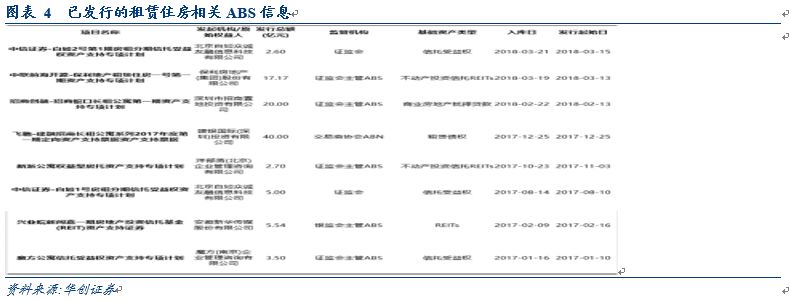 图表 4 已发行的租赁住房相关 ABS 信息
项目名称 发起机构/原始权益人 发行总额(亿元) 监管机构 基础资产类型 入库日 发行起始日
中信证券-自如2号第1期房租分期信托受益权资产支持专项计划 北京自如众诚友融信息科技有限公司 2.60 证监会 信托受益权 2018-03-21 2018-03-15
中联前海开源-保利地产租赁住房一号第一期资产支持专项计划 保利房地产(集团)股份有限公司 17.17 证监会主管ABS 不动产投资信托REITs 2018-03-19 2018-03-13
招商创融-招商蛇口长租公寓第一期资产支持专项计划 深圳市招商置地投资有限公司 20.00 证监会主管ABS 商业房地产抵押贷款 2018-02-22 2018-02-13
飞驰-建融招商长租公寓系列2017年度第一期定向资产支持票据资产支持票据 建银国际(深圳)投资有限公司 40.00 交易商协会ABN 租赁债权 2017-12-25 2017-12-25
新派公寓权益型房托资产支持专项计划 洋部落(北京)企业管理咨询有限公司 2.70 证监会主管ABS 不动产投资信托REITs 2017-10-23 2017-11-03
中信证券-自如1号房租分期信托受益权资产支持专项计划 北京自如众诚友融信息科技有限公司 5.00 证监会 信托受益权 2017-08-14 2017-08-10
兴业皖新阅嘉一期房地产投资信托基金(REIT)资产支持证券 安徽新华传媒股份有限公司 5.54 银监会主管ABS REITs 2017-02-09 2017-02-16
魔方公寓信托受益权资产支持专项计划 魔方(南京)企业管理咨询有限公司 3.50 证监会主管ABS 信托受益权 2017-01-16 2017-01-10
资料来源:华创证券